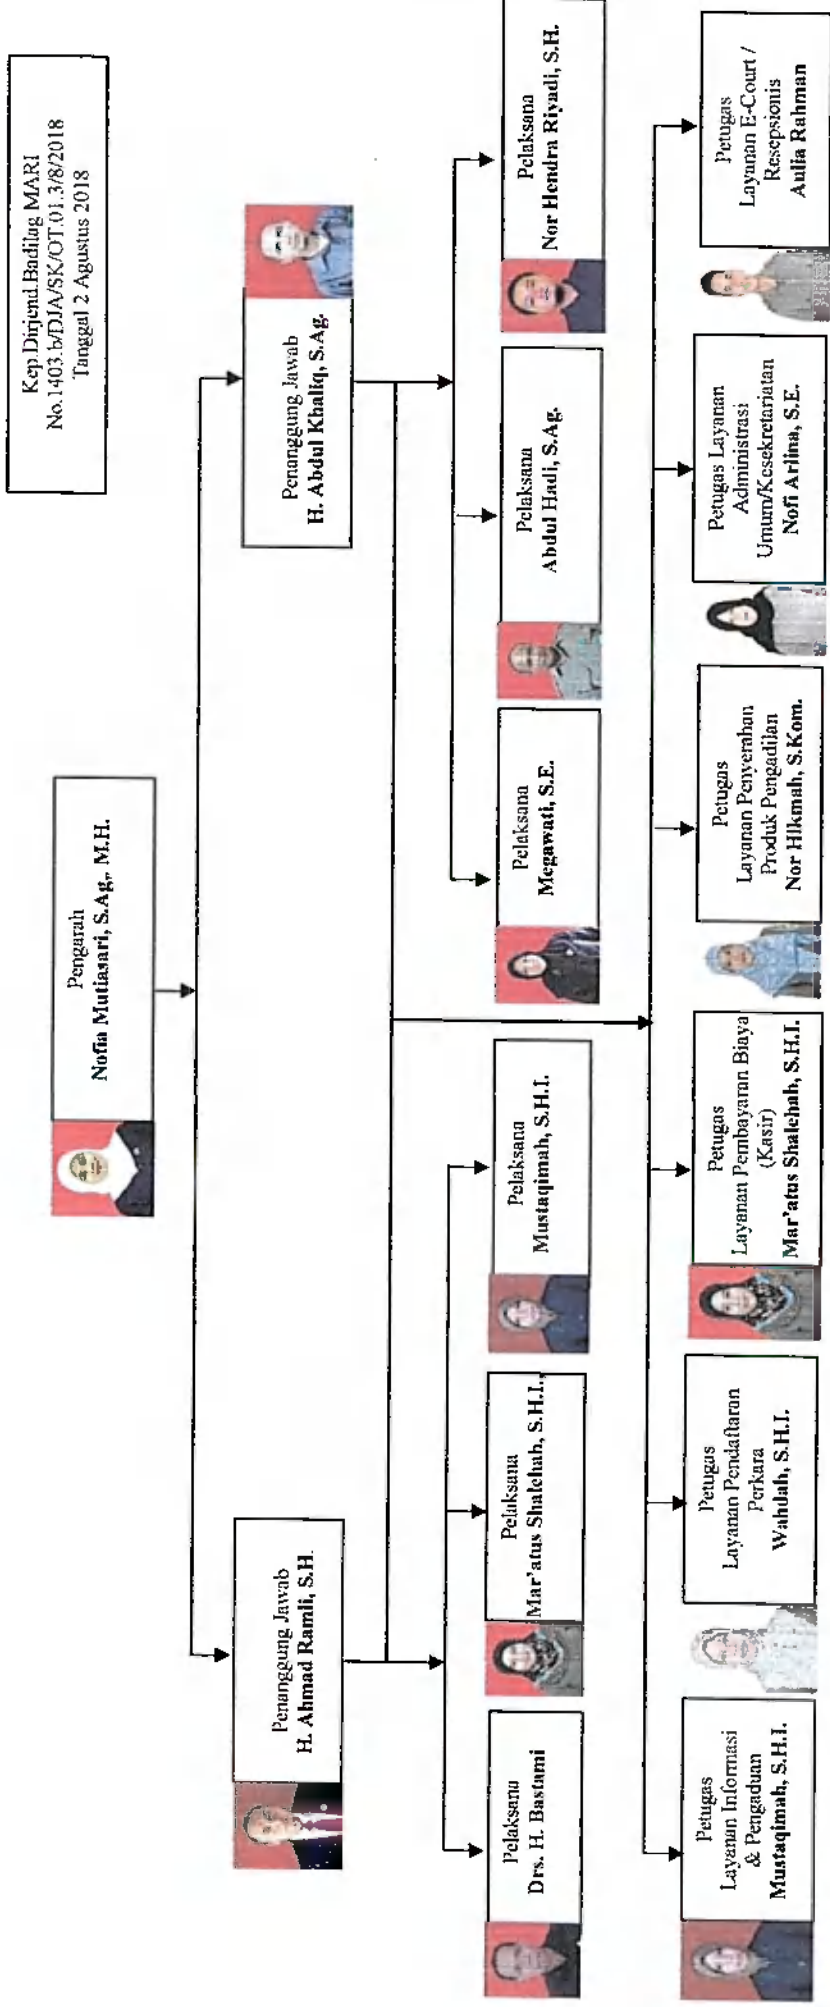 Kep.Dirjend.Badilag MARI
No.1403.b/DJA/SK/OT.01.3/8/2018
Tanggal 2 Agustus 2018
Pengarah
Nofia Mutiasari, S.Ag,. M.H.
Penanggung Jawab
H. Ahmad Ramli, S.H.
Penanggung Jawab
H. Abdul Khaliq, S.Ag.
Pelaksana
Drs. H. Bastami
Pelaksana
Mar'atus Shalehah, S.H.I.,
Pelaksana
Mustaqimah, S.H.I.
Pelaksana
Megawati, S.E.
Pelaksana
Abdul Hadi, S.Ag.
Pelaksana
Nor Hendra Riyadi, S.H.
Petugas
Layanan Informasi
& Pengaduan
Mustaqimah, S.H.I.
Petugas
Layanan Pendaftaran
Perkara
Wahdah, S.H.I.
Petugas
Layanan Pembayaran Biaya
(Kasir)
Mar'atus Shalehah, S.H.I.
Petugas
Layanan Penyerahan
Produk Pengadilan
Nor Hikmah, S.Kom.
Petugas Layanan
Administrasi
Umum/Kesekretariatan
Nofi Arlina, S.E.
Petugas
Layanan E-Court /
Resepsionis
Aulia Rahman